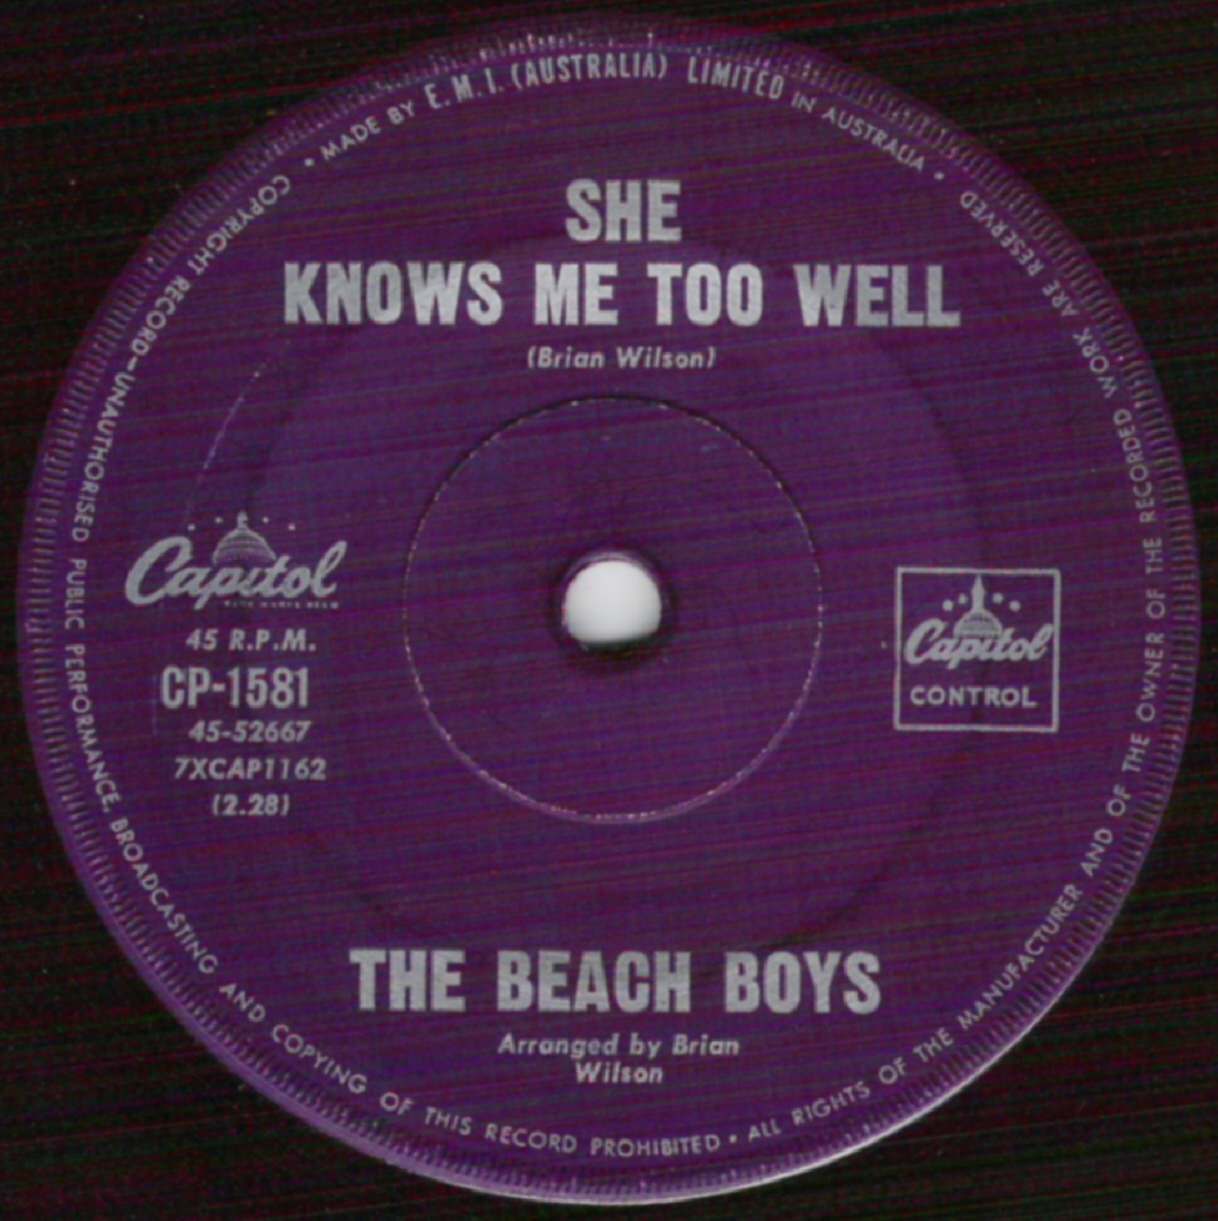 • MADE BY E.M.I. (AUSTRALIA) LIMITED IN AUSTRALIA •
COPYRIGHT RECORD—UNAUTHORISED PUBLIC PERFORMANCE, BROADCASTING AND COPYING OF THIS RECORD PROHIBITED • ALL RIGHTS OF THE MANUFACTURER AND OF THE OWNER OF THE RECORDED WORK ARE RESERVED
SHE
KNOWS ME TOO WELL
(Brian Wilson)
Capitol
45 R.P.M.
CP-1581
45-52667
7XCAP1162
(2.28)
Capitol
CONTROL
THE BEACH BOYS
Arranged by Brian
Wilson